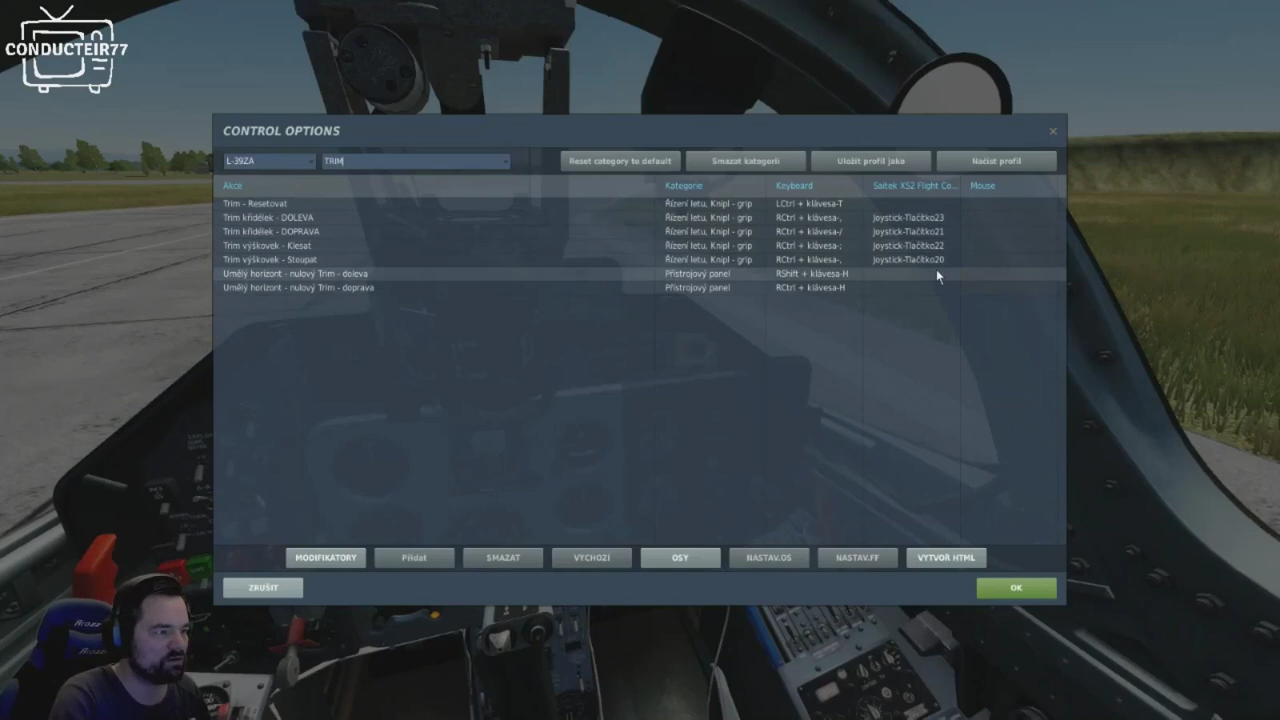 CONDUCTEIR77
CONTROL OPTIONS
L-39ZA TRIM Reset category to default Smazat kategorii Uložit profil jako Načíst profil
Akce Kategorie Keyboard Saitek X52 Flight Co... Mouse
Trim - Resetovat Řízení letu, Knipl - grip LCtrl + klávesa-T
Trim křidélek - DOLEVA Řízení letu, Knipl - grip RCtrl + klávesa-, Joystick-Tlačítko23
Trim křidélek - DOPRAVA Řízení letu, Knipl - grip RCtrl + klávesa-/ Joystick-Tlačítko21
Trim výškovek - Klesat Řízení letu, Knipl - grip RCtrl + klávesa-; Joystick-Tlačítko22
Trim výškovek - Stoupat Řízení letu, Knipl - grip RCtrl + klávesa-, Joystick-Tlačítko20
Umělý horizont - nulový Trim - doleva Přístrojový panel RShift + klávesa-H
Umělý horizont - nulový Trim - doprava Přístrojový panel RCtrl + klávesa-H
MODIFIKATORY Přidat SMAZAT VÝCHOZÍ OSY NASTAV.OS NASTAV.FF VYTVOŘ HTML
ZRUŠIT OK